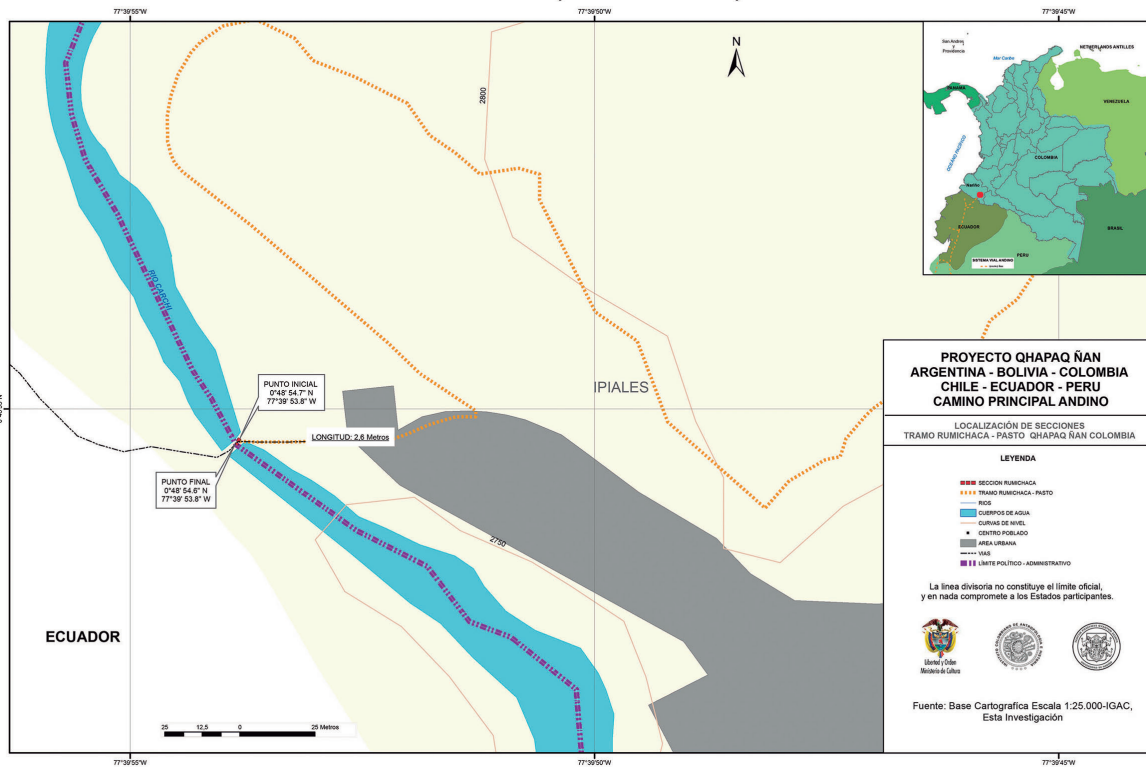 77°39'55"W
77°39'50"W
77°39'45"W
N
2800
RIO CARCHI
PUNTO INICIAL
0°48' 54.7" N
77°39' 53.8" W
LONGITUD: 2,6 Metros
IPIALES
PUNTO FINAL
0°48' 54.6" N
77°39' 53.8" W
2750
ECUADOR
25 12,5 0 25 Metros
77°39'55"W
77°39'50"W
77°39'45"W
San Andres
y
Providencia
Mar Caribe
NETHERLANDS ANTILLES
PANAMA
VENEZUELA
OCEANO PACIFICO
COLOMBIA
Nariño
ECUADOR
BRASIL
PERU
SISTEMA VIAL ANDINO
PROYECTO QHAPAQ ÑAN
ARGENTINA - BOLIVIA - COLOMBIA
CHILE - ECUADOR - PERU
CAMINO PRINCIPAL ANDINO
LOCALIZACIÓN DE SECCIONES
TRAMO RUMICHACA - PASTO QHAPAQ ÑAN COLOMBIA
LEYENDA
SECCION RUMICHACA
TRAMO RUMICHACA - PASTO
RIOS
CUERPOS DE AGUA
CURVAS DE NIVEL
CENTRO POBLADO
AREA URBANA
VIAS
LÍMITE POLÍTICO - ADMINISTRATIVO
La linea divisoria no constituye el límite oficial,
y en nada compromete a los Estados participantes.
Libertad y Orden
Ministerio de Cultura
Fuente: Base Cartografica Escala 1:25.000-IGAC,
Esta Investigación